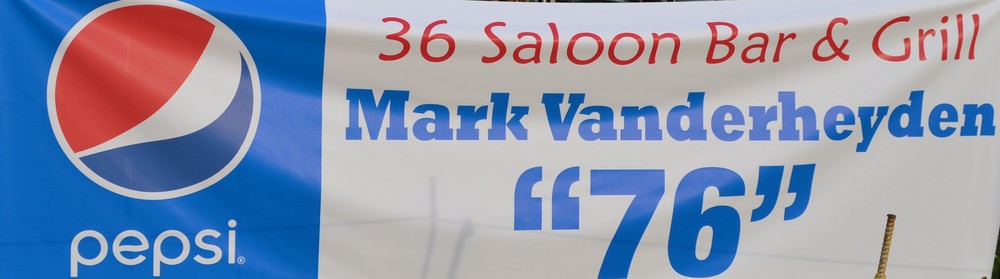 pepsi®
36 Saloon Bar & Grill
Mark Vanderheyden
“76”